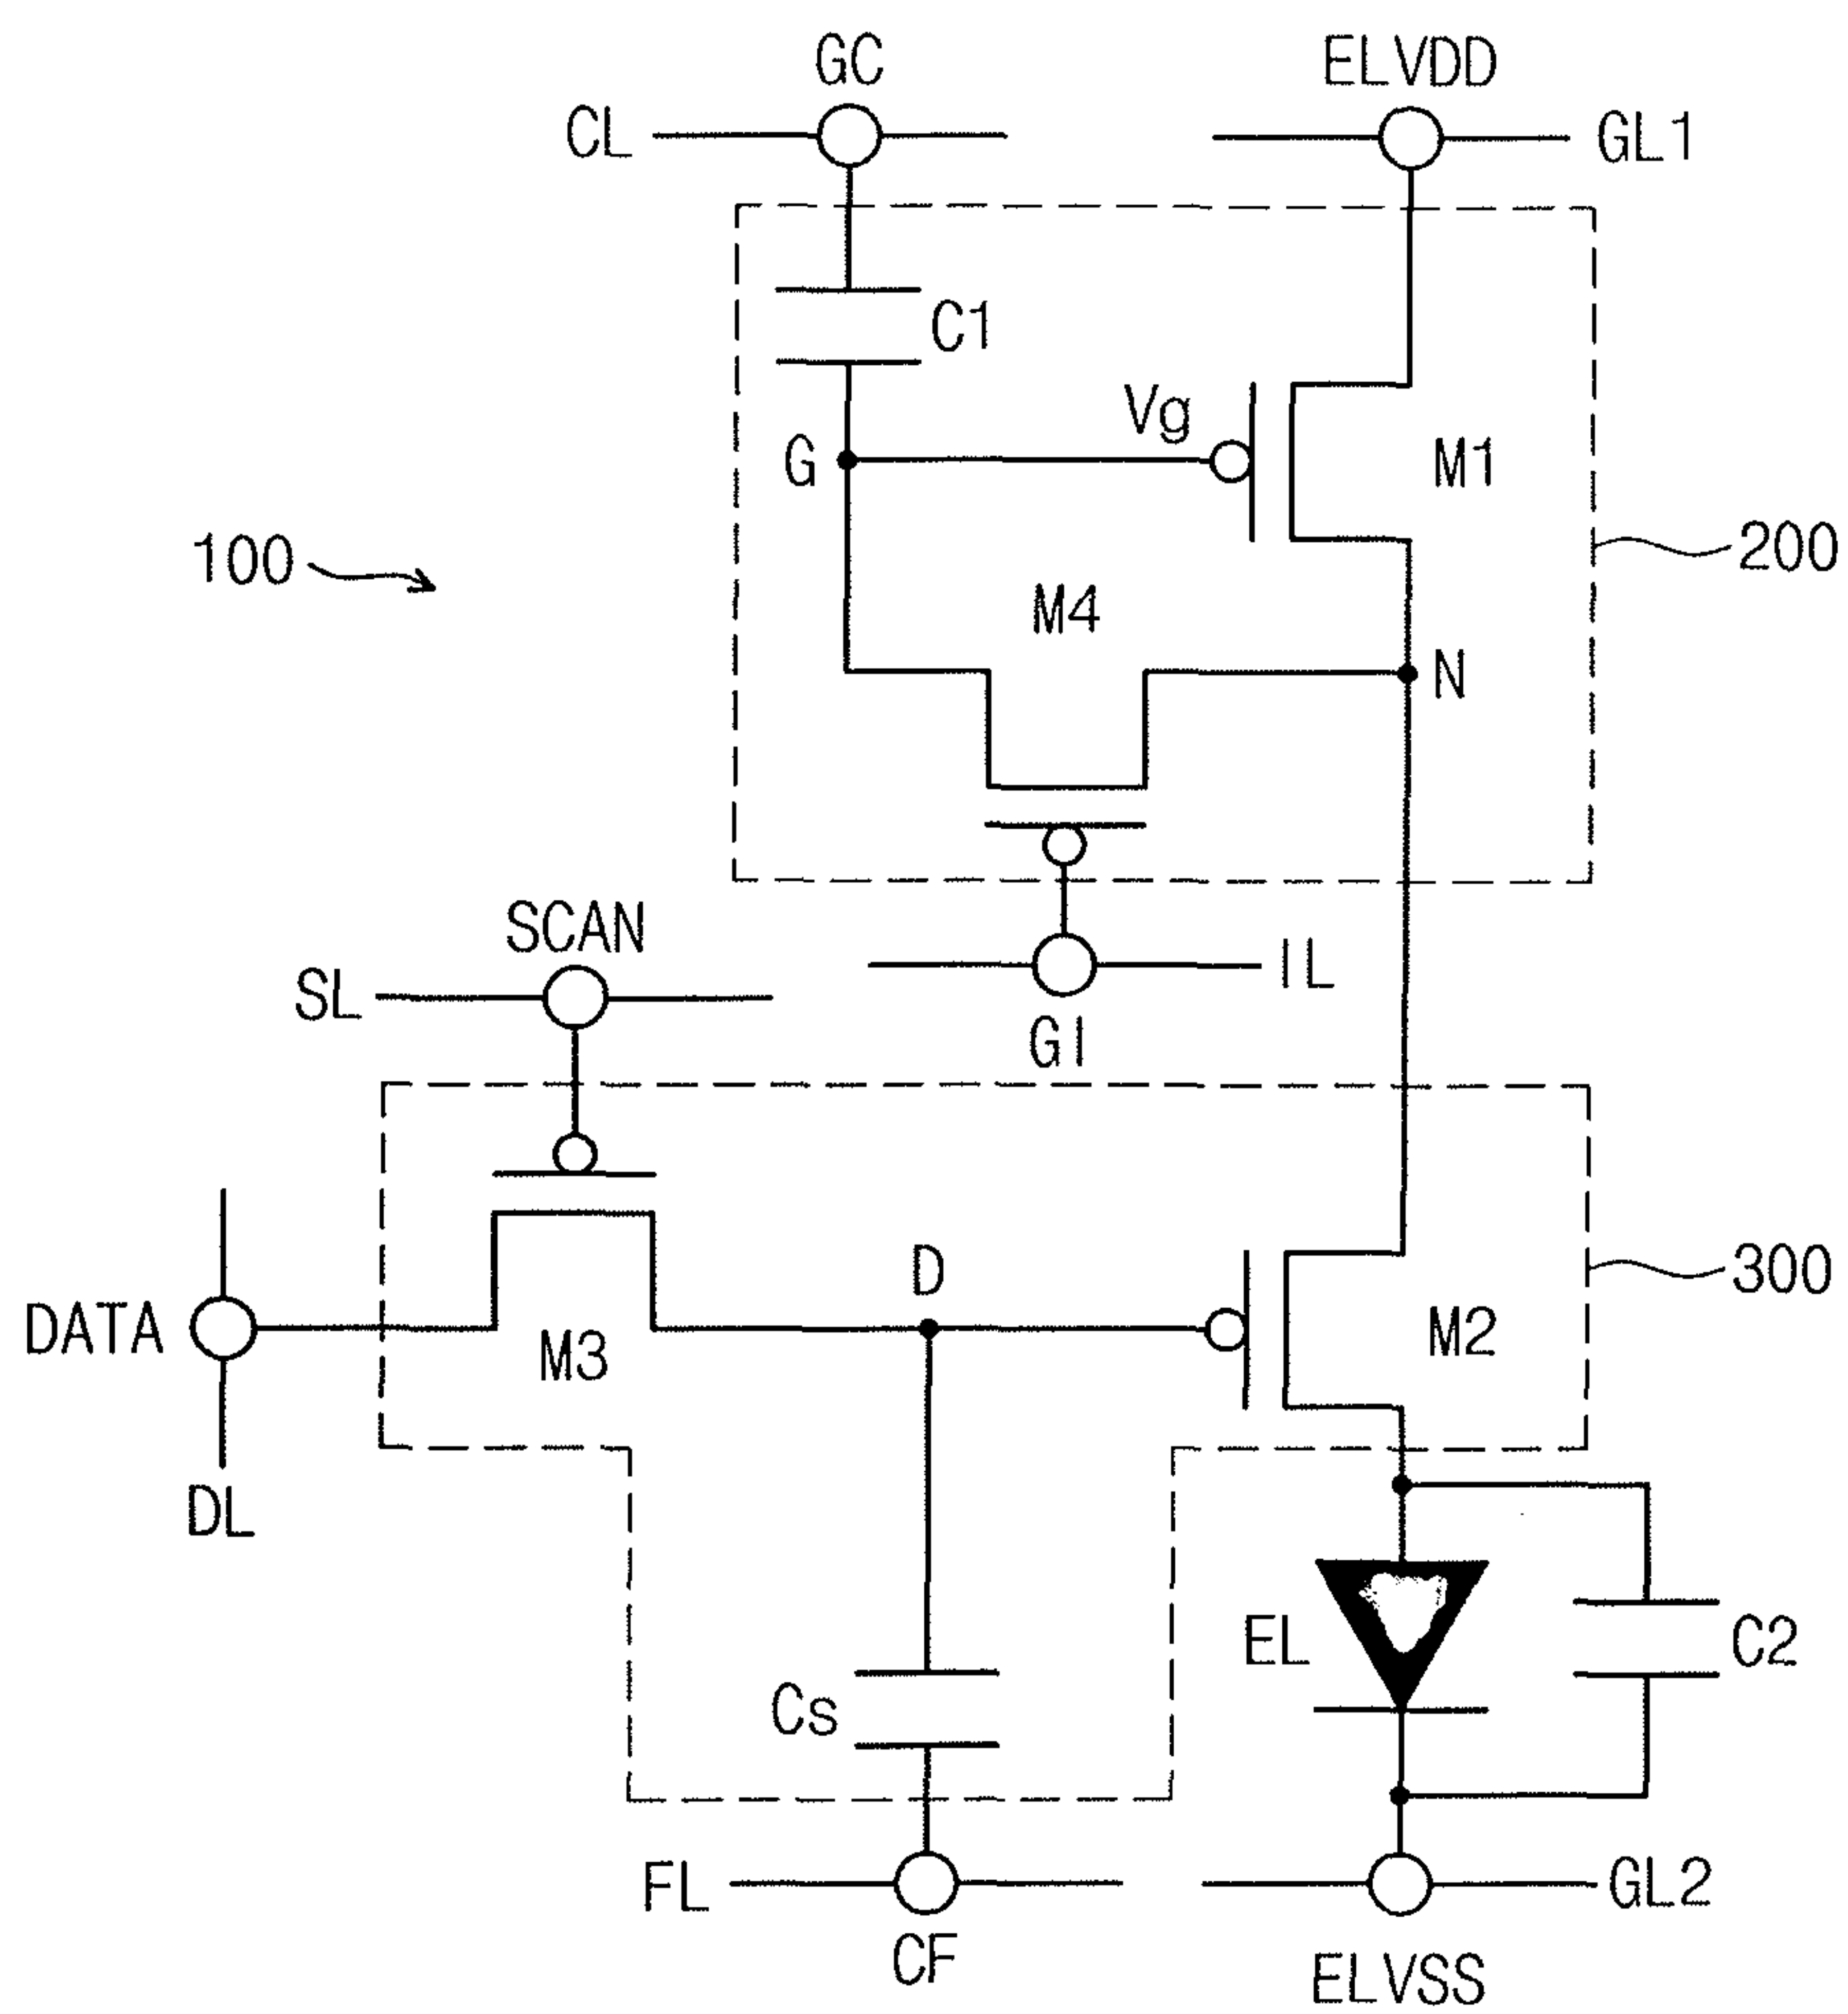 GC
ELVDD
CL
GL1
C1
Vg
G
M1
100
200
M4
N
SCAN
SL
IL
GI
D
300
DATA
M3
M2
DL
EL
C2
Cs
FL
GL2
CF
ELVSS